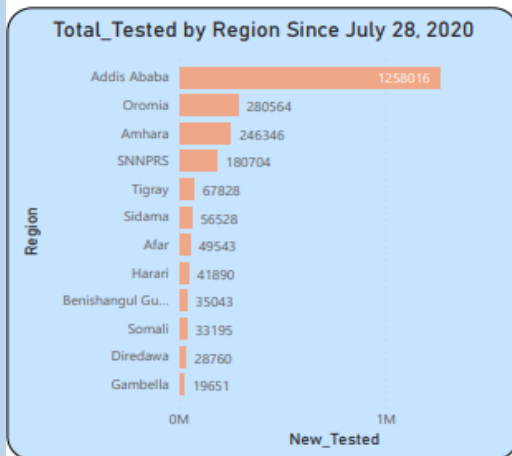 Total_Tested by Region Since July 28, 2020
Addis Ababa 1258016
Oromia 280564
Amhara 246346
SNNPRS 180704
Tigray 67828
Sidama 56528
Afar 49543
Harari 41890
Benishangul Gu... 35043
Somali 33195
Diredawa 28760
Gambella 19651
Region
0M 1M
New_Tested